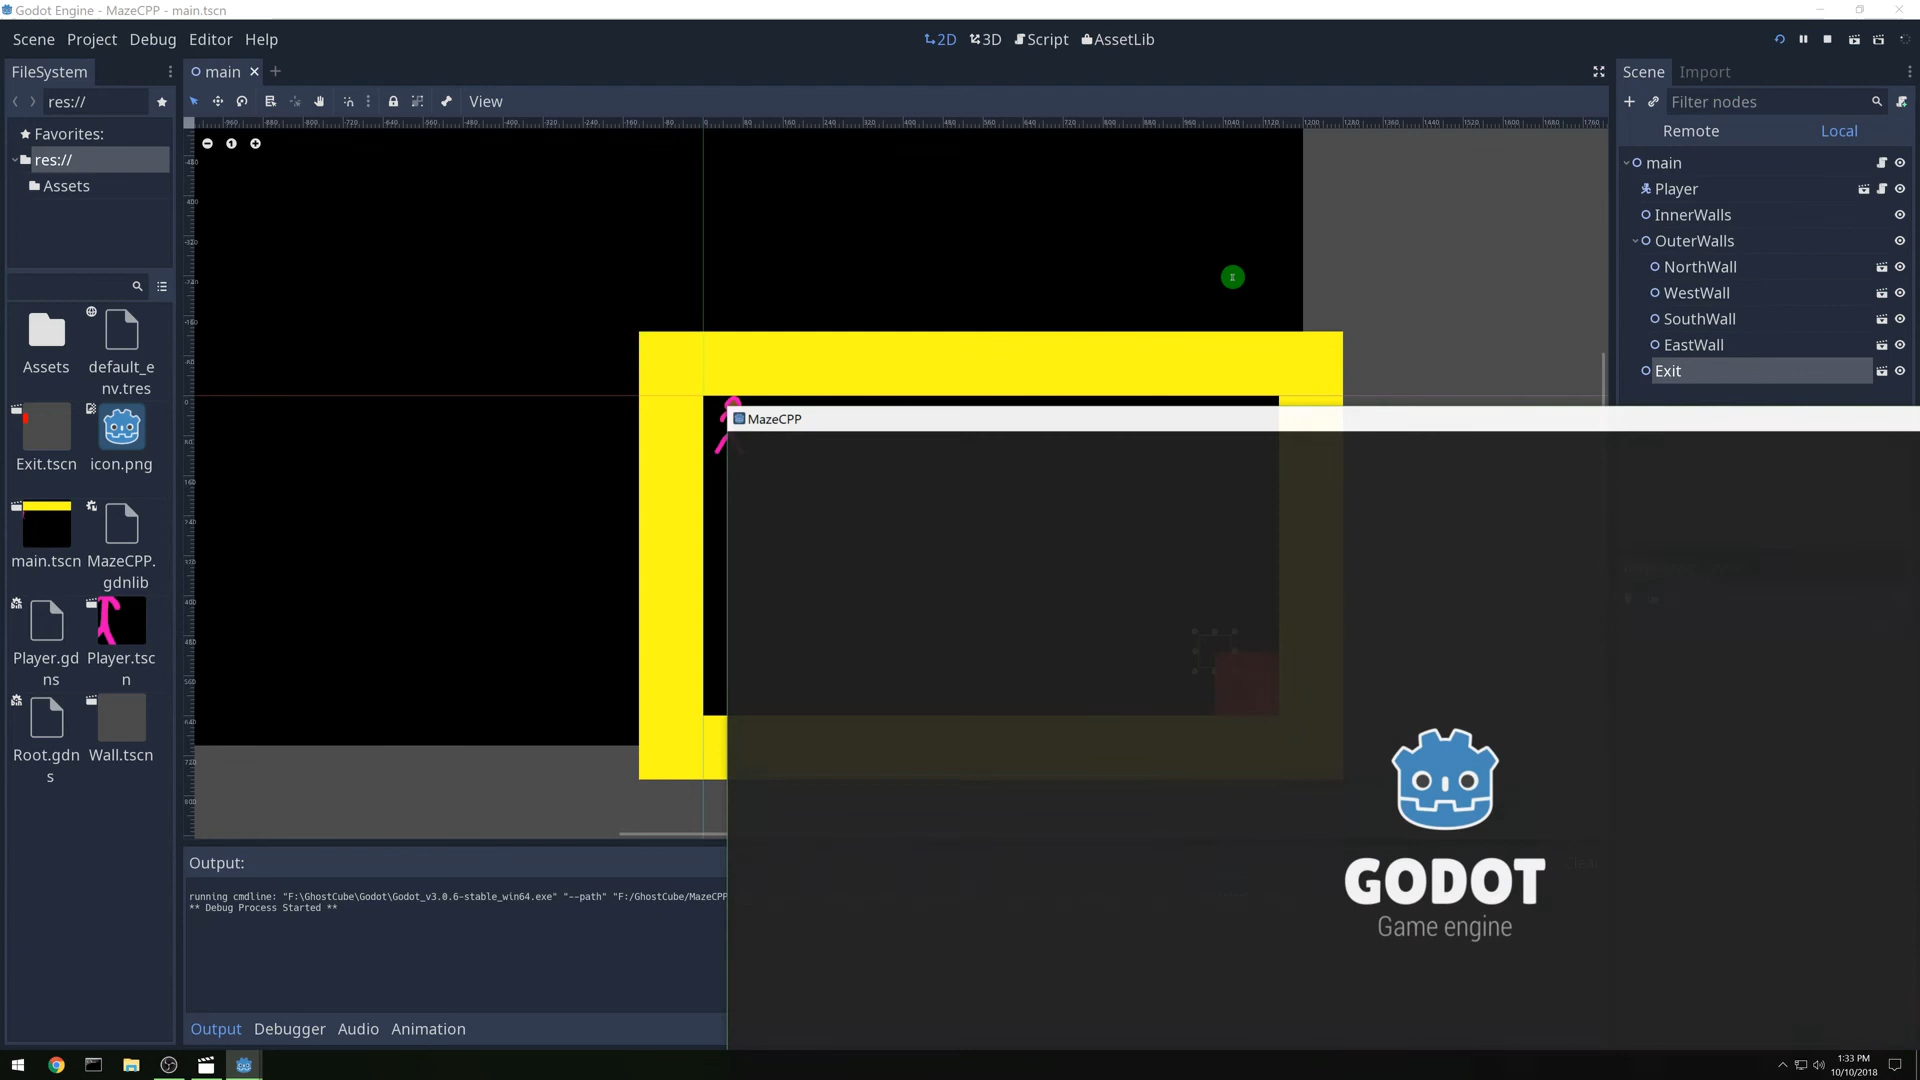 Godot Engine - MazeCPP - main.tscn
Scene Project Debug Editor Help
2D 3D Script AssetLib
FileSystem
main
Scene Import
res://
View
Filter nodes
Remote Local
Favorites:
res://
Assets
main
Player
InnerWalls
OuterWalls
NorthWall
WestWall
SouthWall
EastWall
Exit
Assets
default_e
nv.tres
Exit.tscn
icon.png
main.tscn
MazeCPP.
gdnlib
Player.gd
ns
Player.tsc
n
Root.gdn
s
Wall.tscn
MazeCPP
GODOT
Game engine
Output:
Clear
running cmdline: "F:\GhostCube\Godot\Godot_v3.0.6-stable_win64.exe" "--path" "F:/GhostCube/MazeCPP
** Debug Process Started **
Output Debugger Audio Animation
1:33 PM
10/10/2018